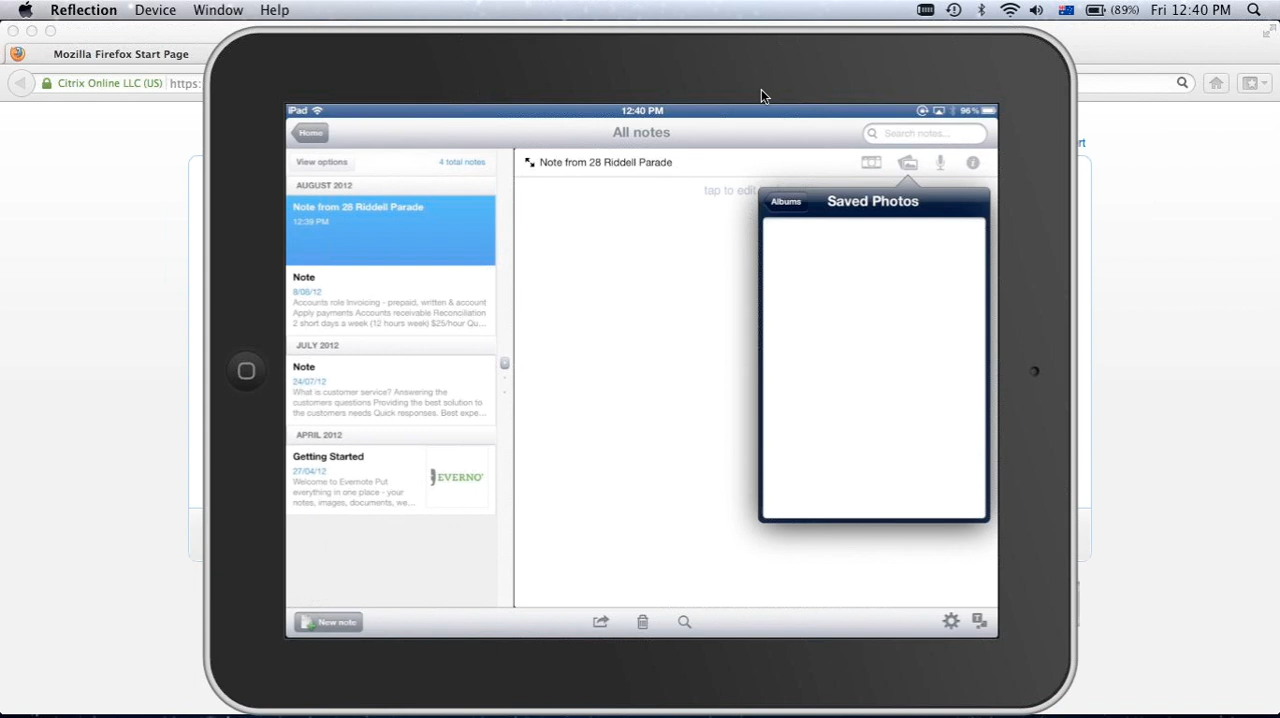 Reflection Device Window Help
(89%) Fri 12:40 PM
Mozilla Firefox Start Page
Citrix Online LLC (US) https:
iPad 12:40 PM 96%
Home All notes Search notes...
View options 4 total notes
Note from 28 Riddell Parade
AUGUST 2012
Note from 28 Riddell Parade
12:39 PM
tap to edit
Albums Saved Photos
Note
8/08/12
Accounts role Invoicing - prepaid, written & account
Apply payments Accounts receivable Reconciliation
2 short days a week (12 hours week) $25/hour Qu...
JULY 2012
Note
24/07/12
What is customer service? Answering the
customers questions Providing the best solution to
the customers needs Quick responses. Best expe...
APRIL 2012
Getting Started
27/04/12
Welcome to Evernote Put
everything in one place - your
notes, images, documents, we...
EVERNO
New note